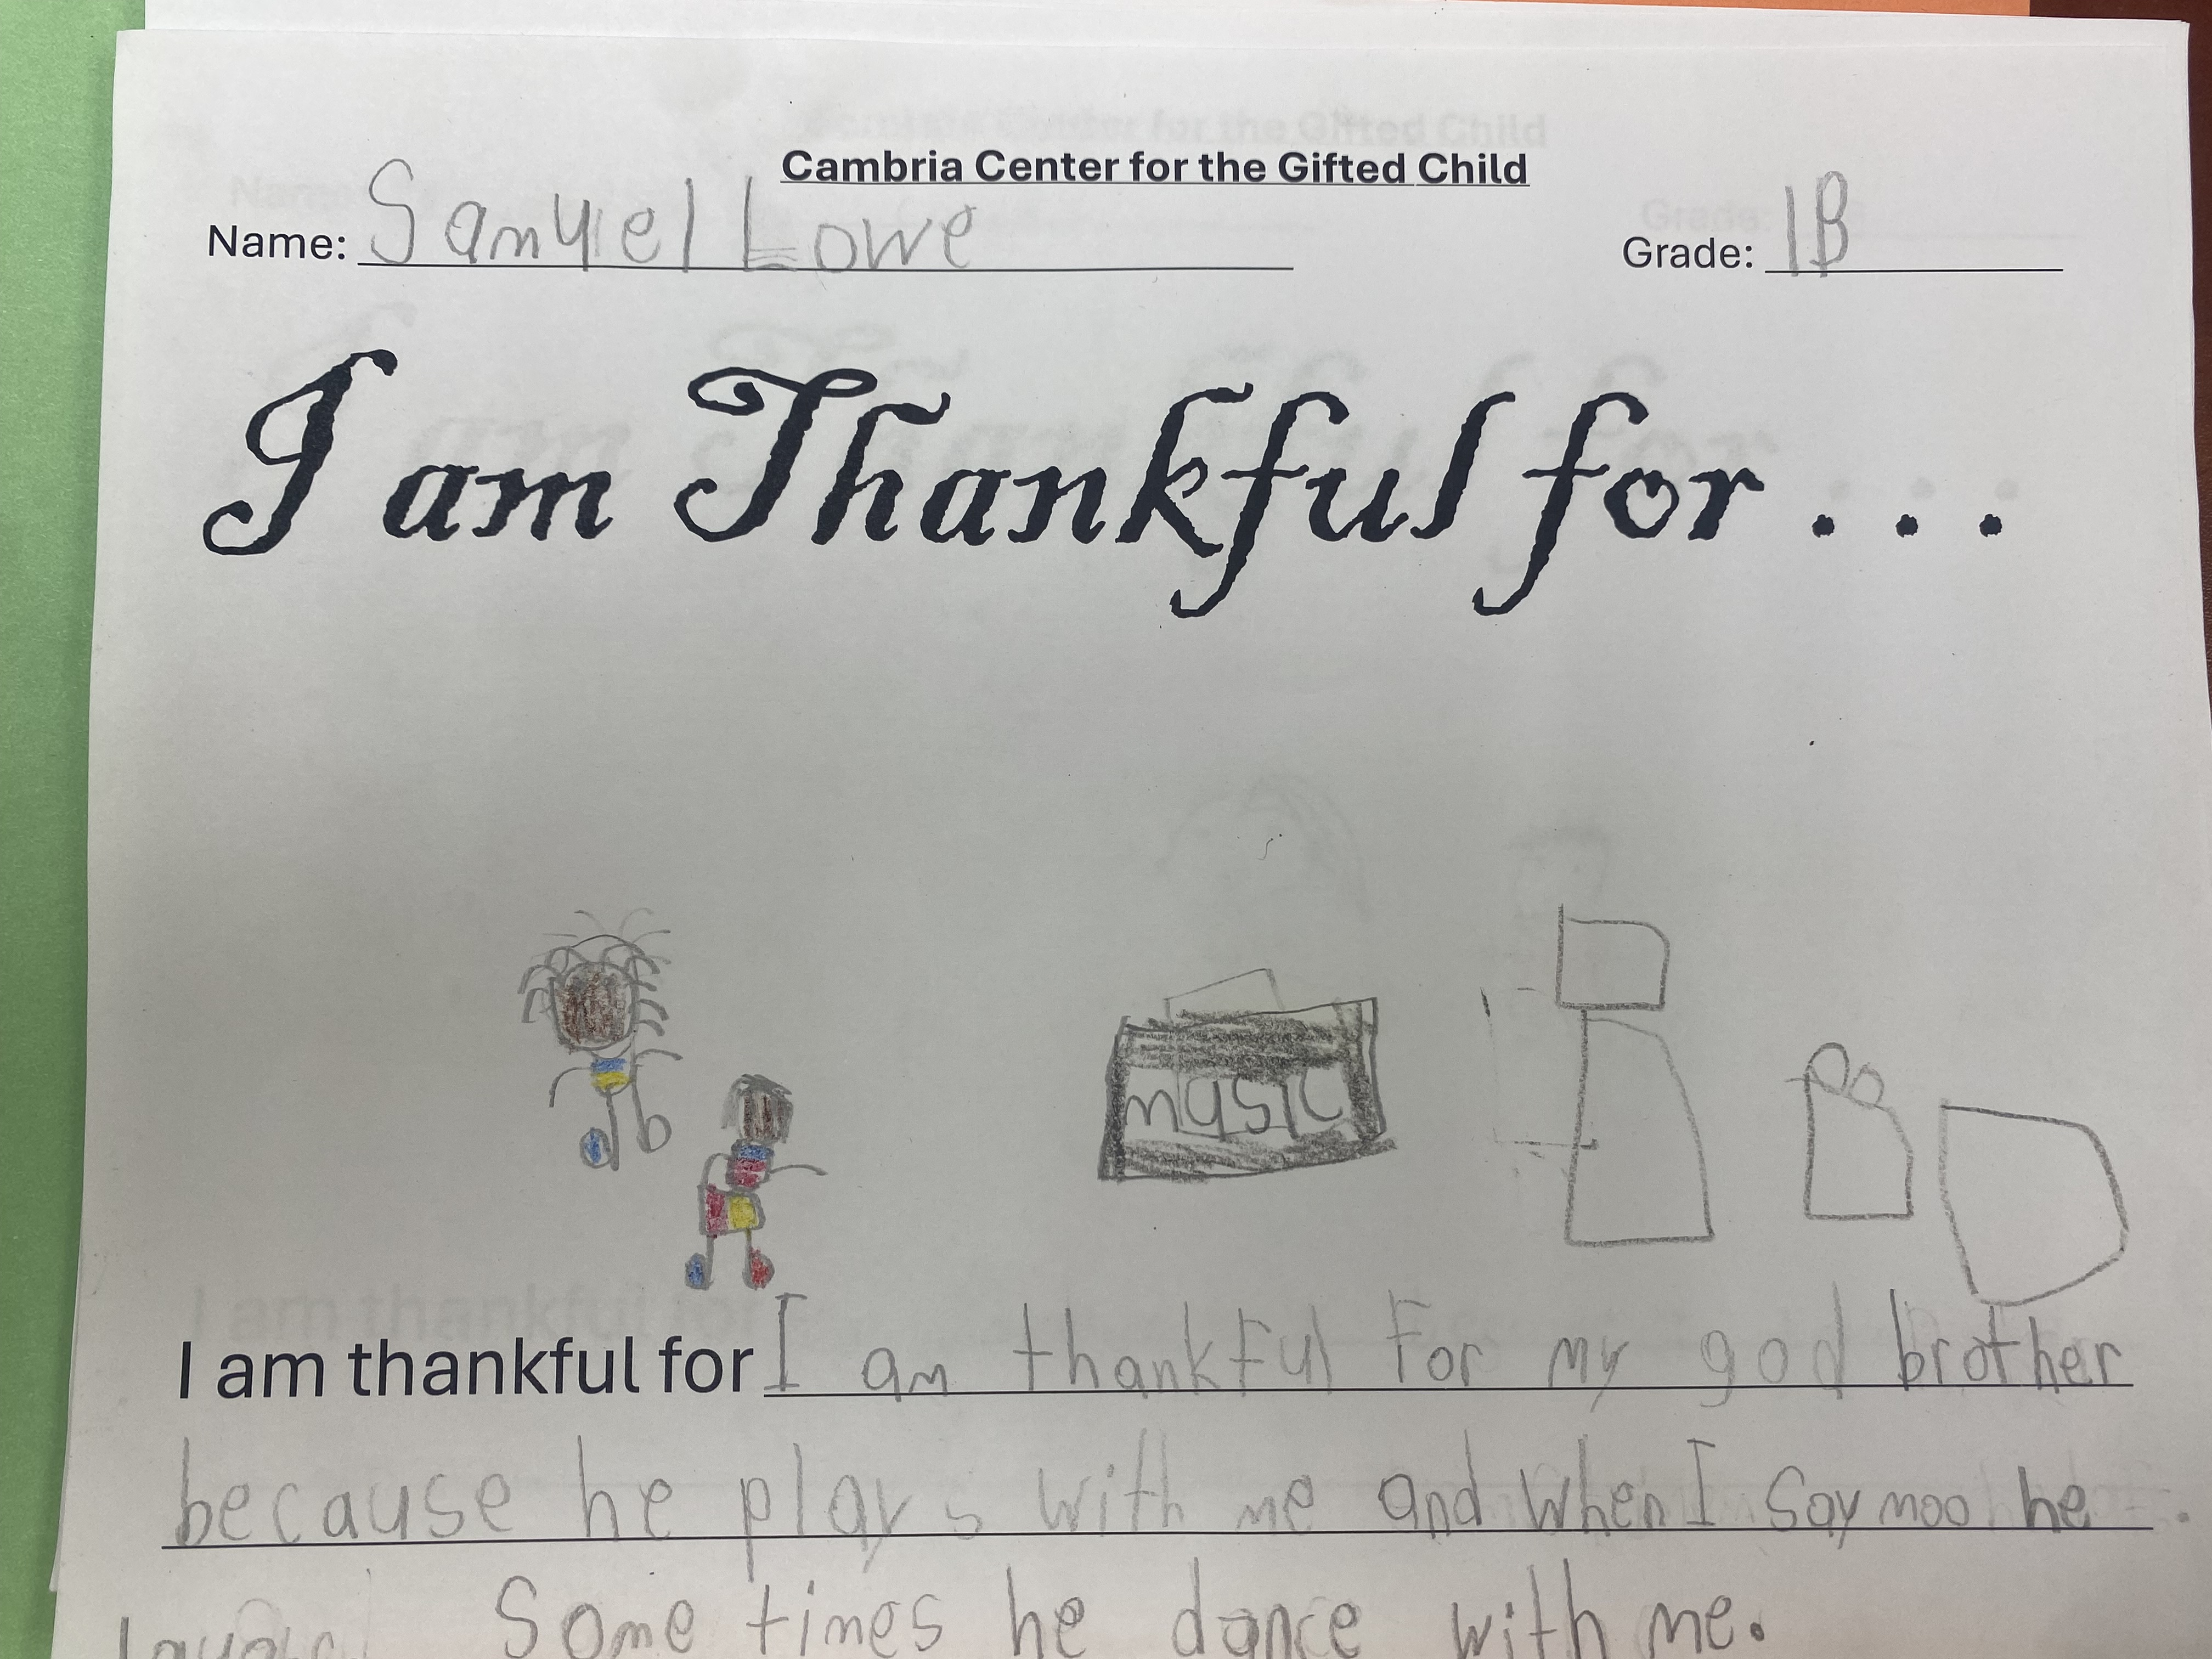 Cambria Center for the Gifted Child
Name: Samuel Lowe Grade: 1B
I am Thankful for . . .
music
I am thankful for I am thankful for my god brother
because he plays with me and when I say moo he
Some times he dance with me.